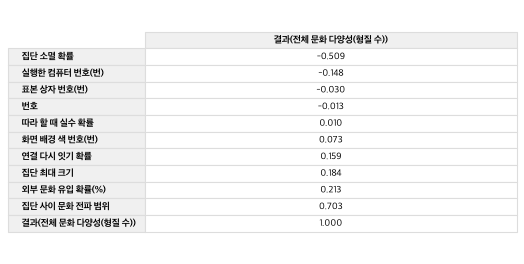 결과(전체 문화 다양성(형질 수))
집단 소멸 확률 -0.509
실행한 컴퓨터 번호(번) -0.148
표본 상자 번호(번) -0.030
번호 -0.013
따라 할 때 실수 확률 0.010
화면 배경 색 번호(번) 0.073
연결 다시 잇기 확률 0.159
집단 최대 크기 0.184
외부 문화 유입 확률(%) 0.213
집단 사이 문화 전파 범위 0.703
결과(전체 문화 다양성(형질 수)) 1.000